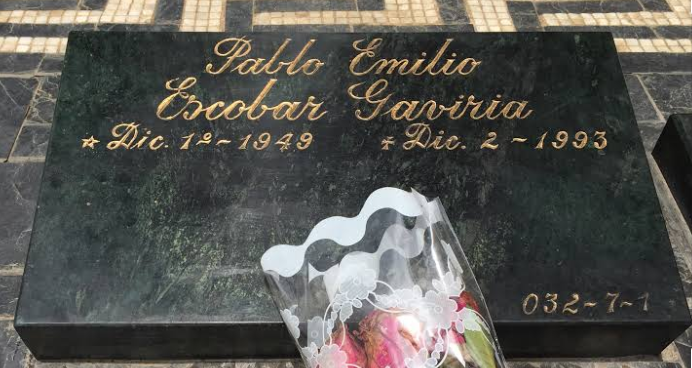 Pablo Emilio
Escobar Gaviria
☆ Dic. 1º - 1949 ✝ Dic. 2 ~ 1993
032~7~1